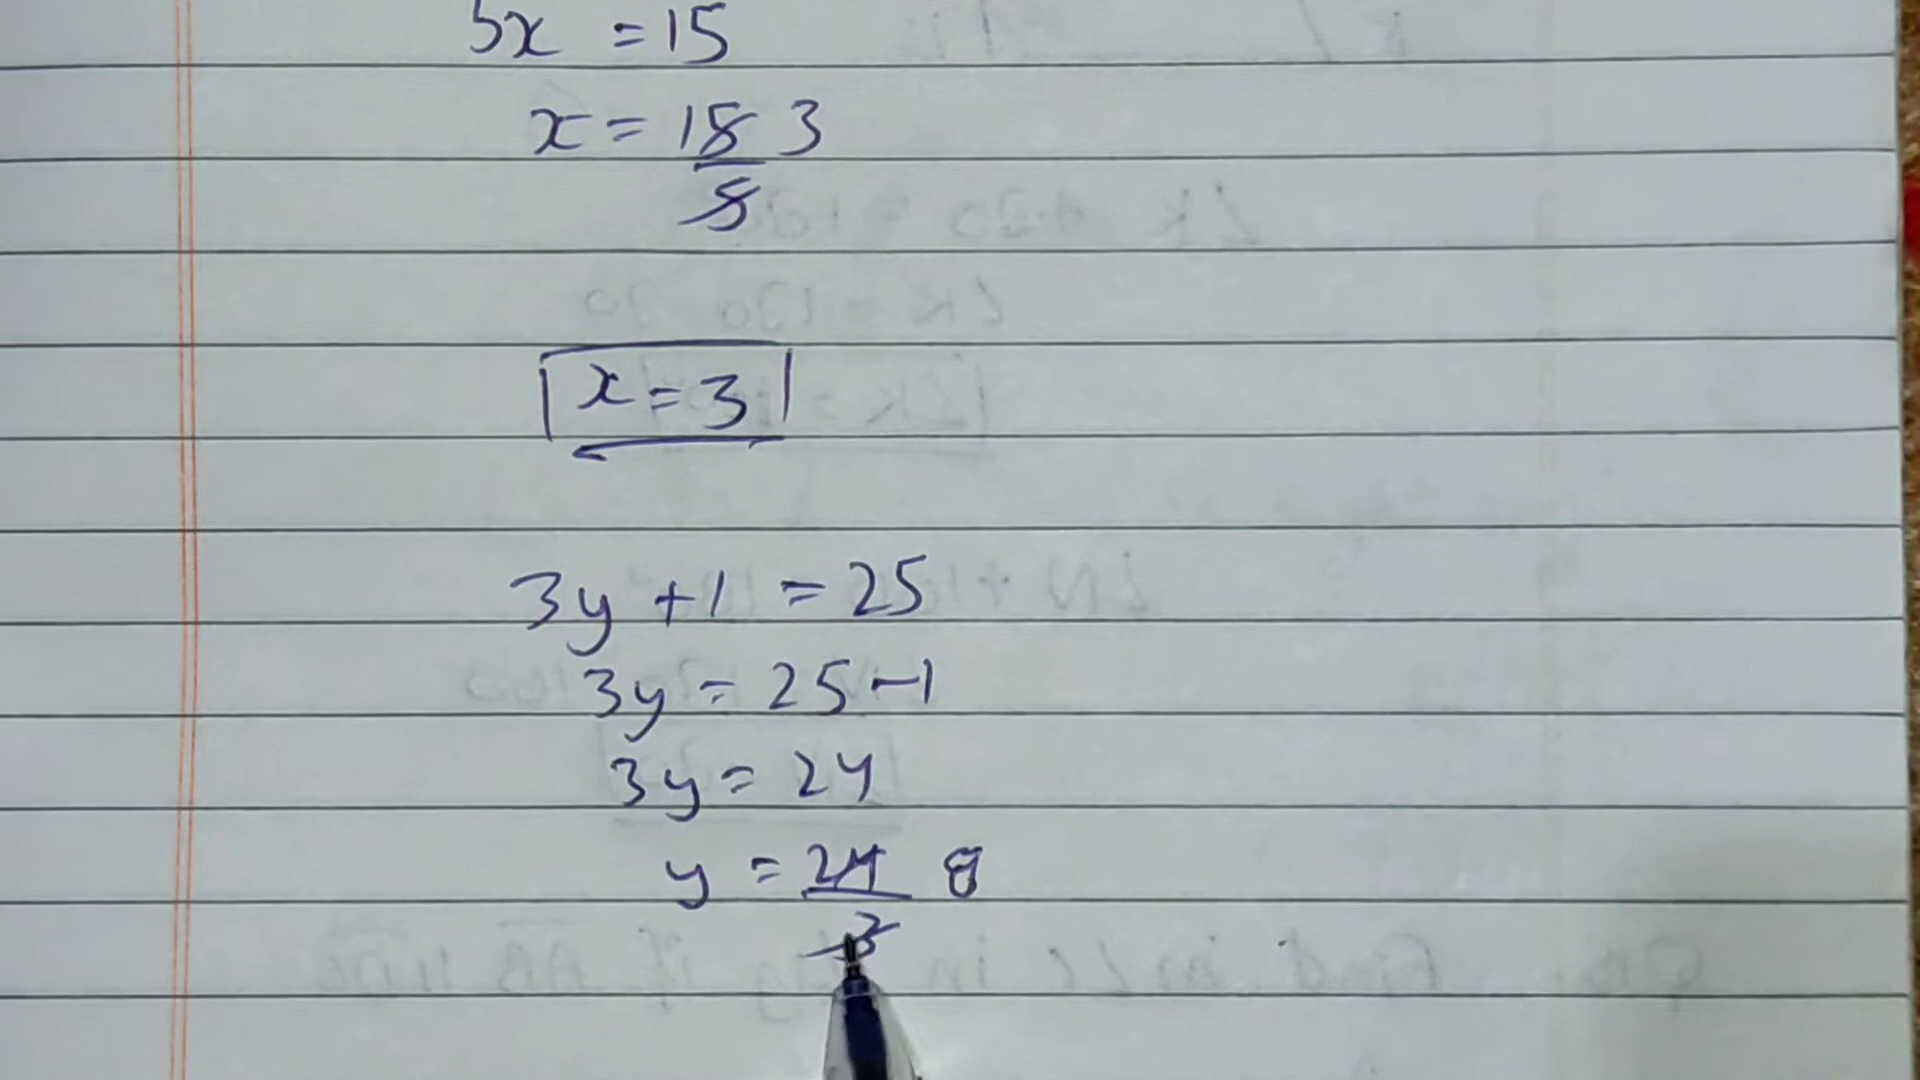 5x = 15
x = 15 3
5
x = 3
3y + 1 = 25
3y = 25 - 1
3y = 24
y = 24 8
3